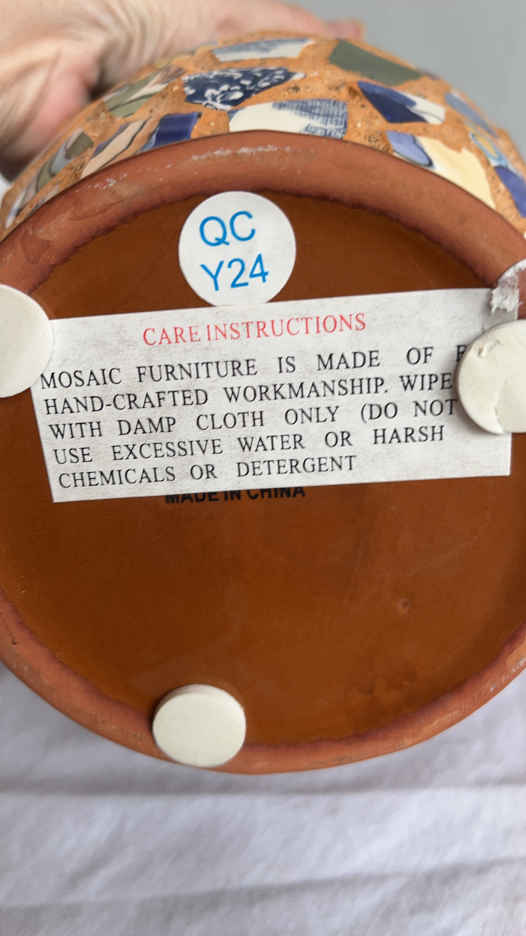 QC
Y24
CARE INSTRUCTIONS
MOSAIC FURNITURE IS MADE OF
HAND-CRAFTED WORKMANSHIP. WIPE
WITH DAMP CLOTH ONLY (DO NOT
USE EXCESSIVE WATER OR HARSH
CHEMICALS OR DETERGENT
MADE IN CHINA